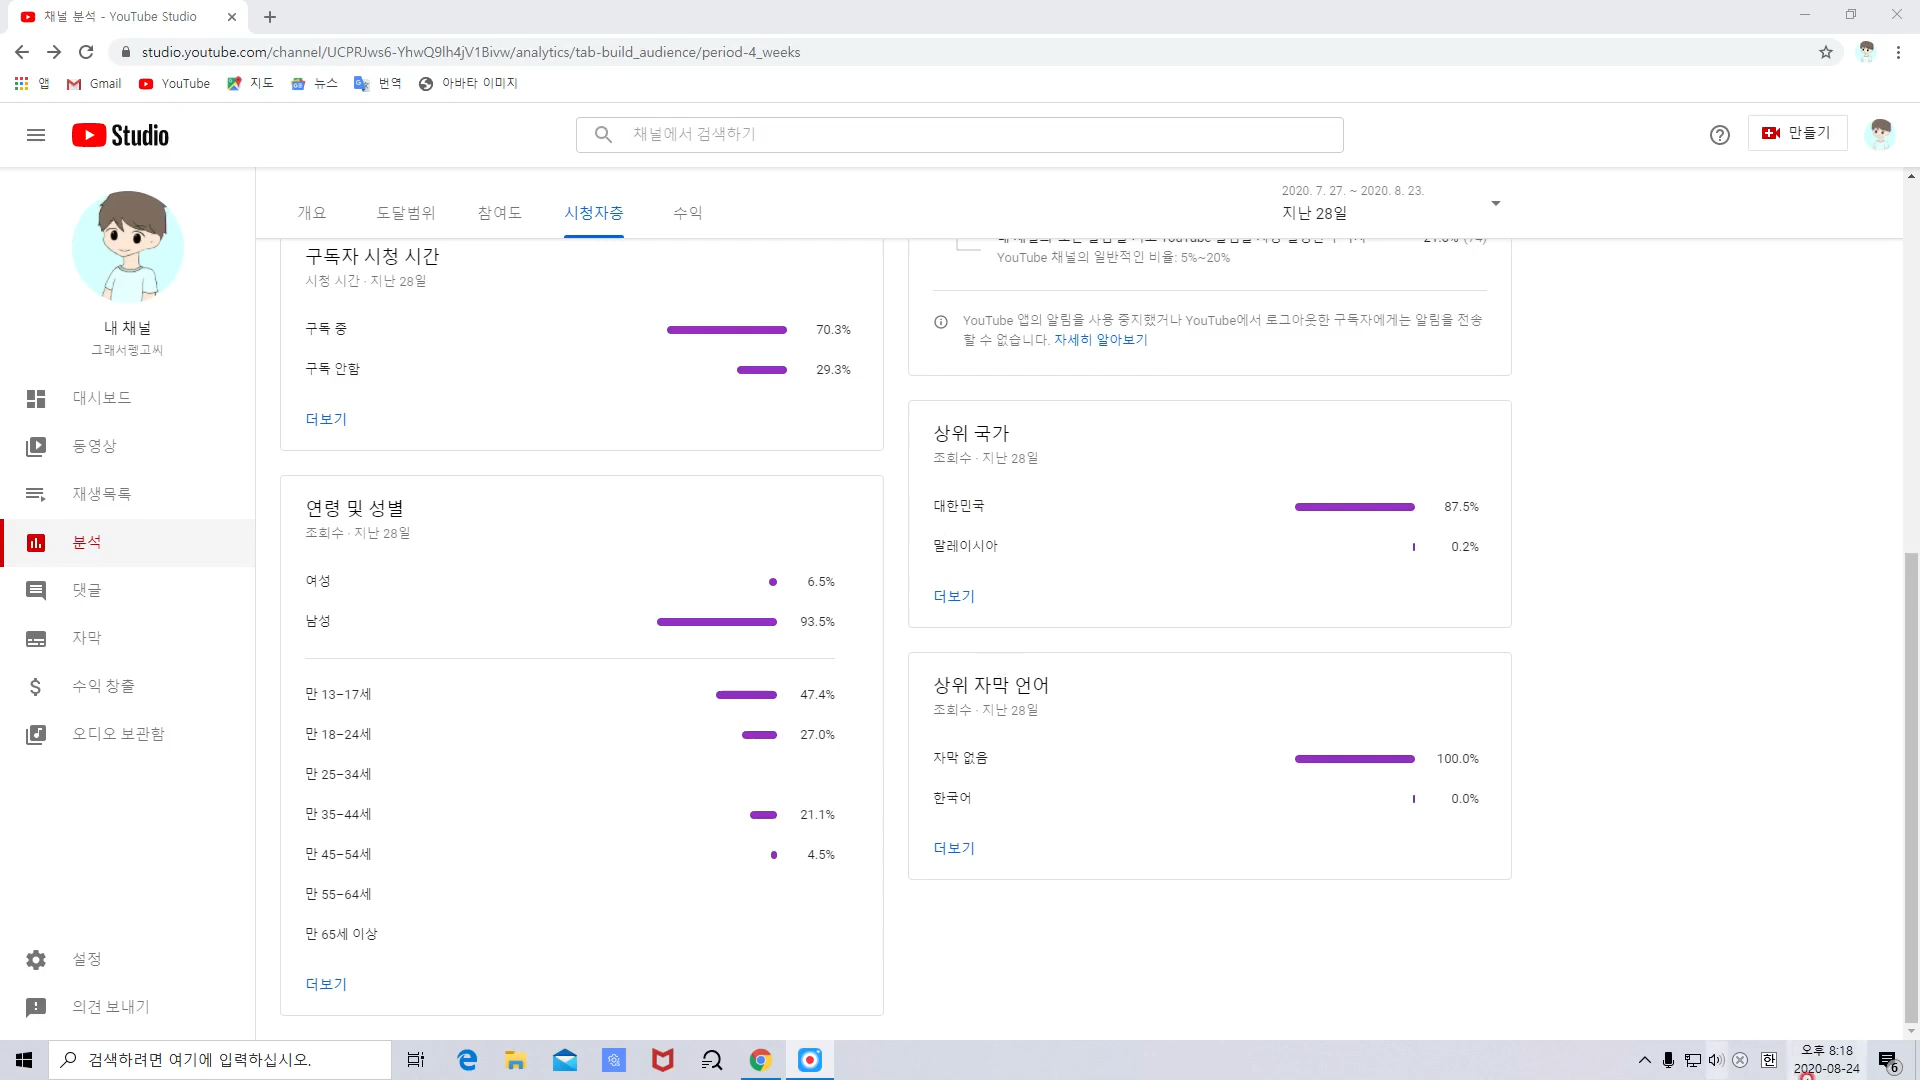 채널 분석 - YouTube Studio
studio.youtube.com/channel/UCPRJws6-YhwQ9lh4jV1Bivw/analytics/tab-build_audience/period-4_weeks
앱 Gmail YouTube 지도 뉴스 번역 아바타 이미지
Studio
채널에서 검색하기
만들기
내 채널
그래서펭고씨
대시보드
동영상
재생목록
분석
댓글
자막
수익 창출
오디오 보관함
설정
의견 보내기
개요 도달범위 참여도 시청자층 수익
2020. 7. 27. ~ 2020. 8. 23.
지난 28일
구독자 시청 시간
시청 시간 · 지난 28일
구독 중 70.3%
구독 안함 29.3%
더보기
연령 및 성별
조회수 · 지난 28일
여성 6.5%
남성 93.5%
만 13–17세 47.4%
만 18–24세 27.0%
만 25–34세
만 35–44세 21.1%
만 45–54세 4.5%
만 55–64세
만 65세 이상
더보기
YouTube 채널의 일반적인 비율: 5%~20%
YouTube 앱의 알림을 사용 중지했거나 YouTube에서 로그아웃한 구독자에게는 알림을 전송
할 수 없습니다. 자세히 알아보기
상위 국가
조회수 · 지난 28일
대한민국 87.5%
말레이시아 0.2%
더보기
상위 자막 언어
조회수 · 지난 28일
자막 없음 100.0%
한국어 0.0%
더보기
검색하려면 여기에 입력하십시오.
한
오후 8:18
2020-08-24
6